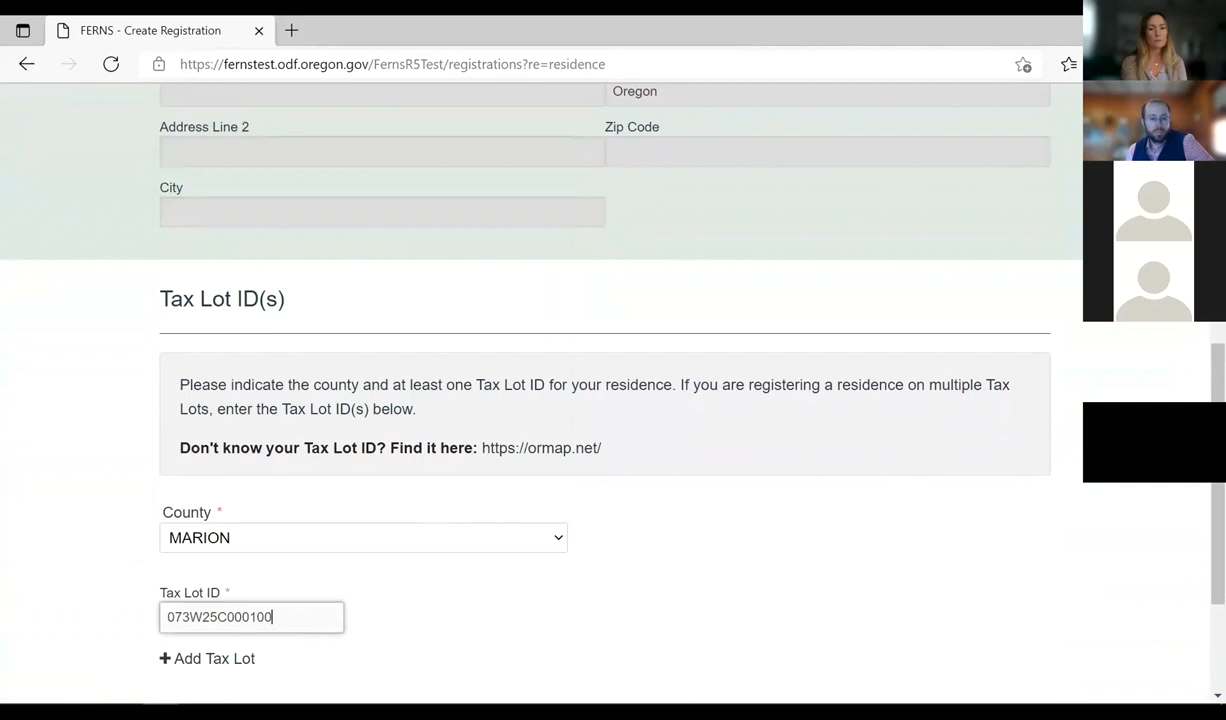 FERNS - Create Registration
https://fernstest.odf.oregon.gov/FernsR5Test/registrations?re=residence
Oregon
Address Line 2
Zip Code
City
Tax Lot ID(s)
Please indicate the county and at least one Tax Lot ID for your residence. If you are registering a residence on multiple Tax
Lots, enter the Tax Lot ID(s) below.
Don't know your Tax Lot ID? Find it here: https://ormap.net/
County *
MARION
Tax Lot ID *
073W25C000100
+ Add Tax Lot